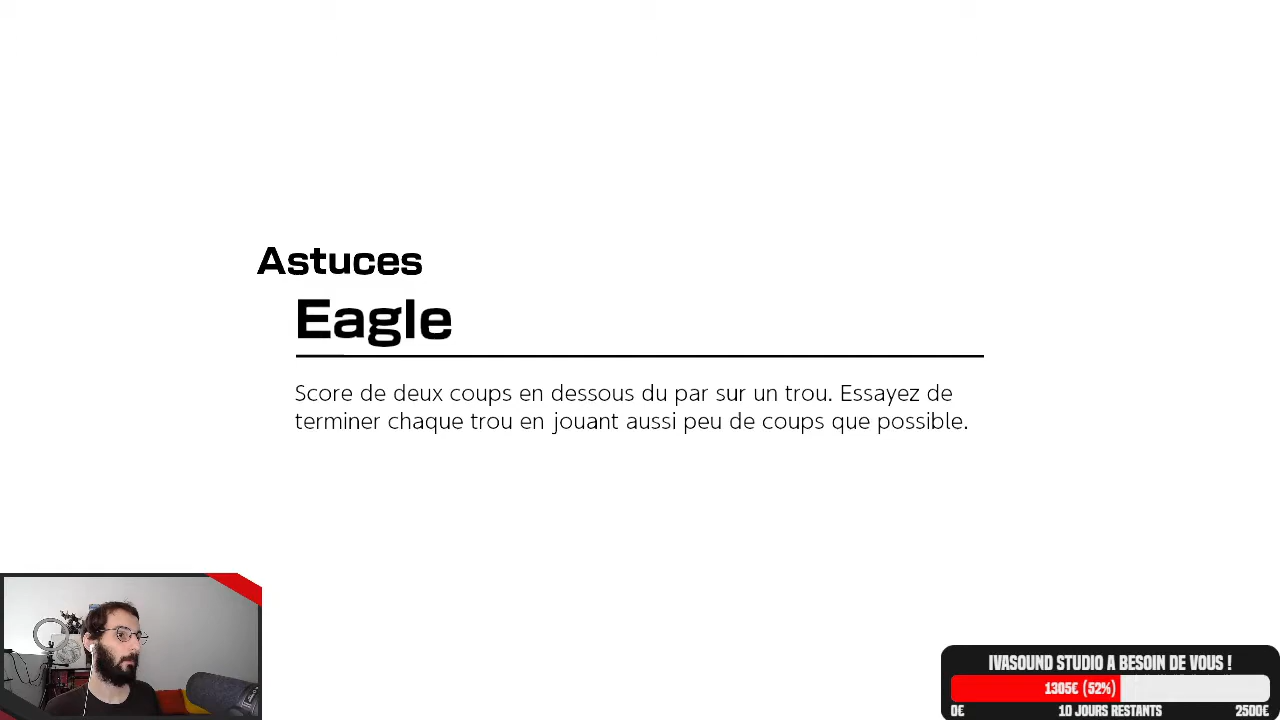 Astuces
Eagle
Score de deux coups en dessous du par sur un trou. Essayez de
terminer chaque trou en jouant aussi peu de coups que possible.
IVASOUND STUDIO A BESOIN DE VOUS !
1305€ (52%)
0€ 10 JOURS RESTANTS 2500€